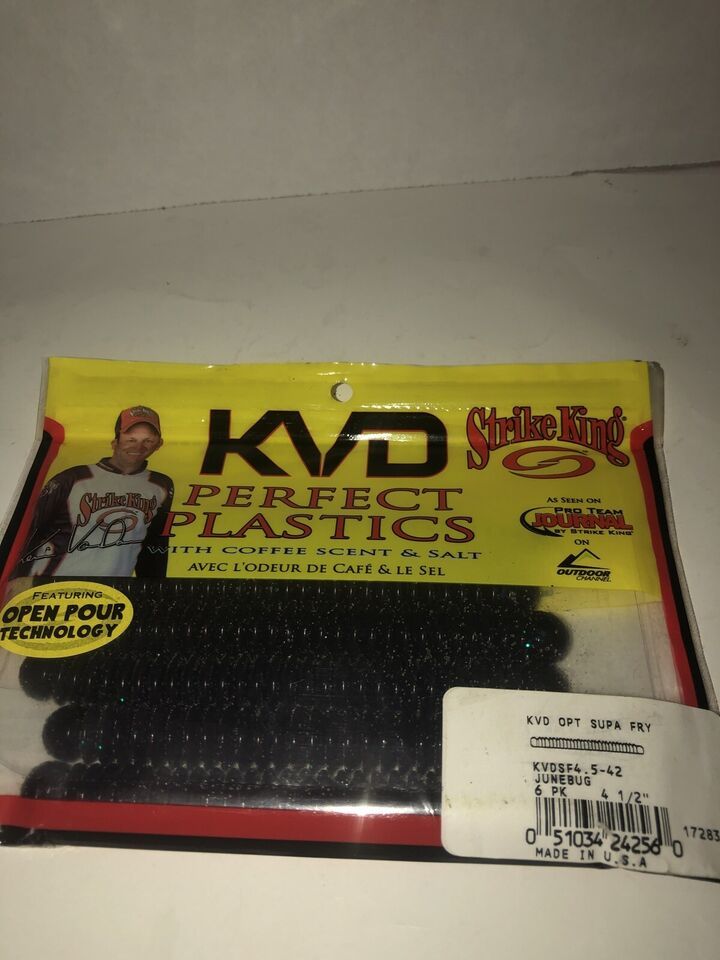 KVD
Strike King
PERFECT
PLASTICS
WITH COFFEE SCENT & SALT
AVEC L'ODEUR DE CAFÉ & LE SEL
AS SEEN ON
PRO TEAM
JOURNAL
BY STRIKE KING
ON
OUTDOOR
CHANNEL
Strike King
FEATURING
OPEN POUR
TECHNOLOGY
KVD OPT SUPA FRY
KVDSF4.5-42
JUNEBUG
6 PK 4 1/2"
0 51034 24256 0
17283
MADE IN U.S.A